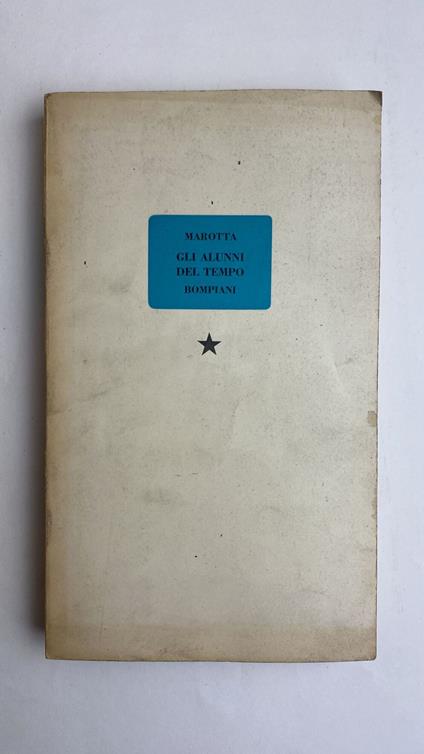 MAROTTA
GLI ALUNNI
DEL TEMPO
BOMPIANI